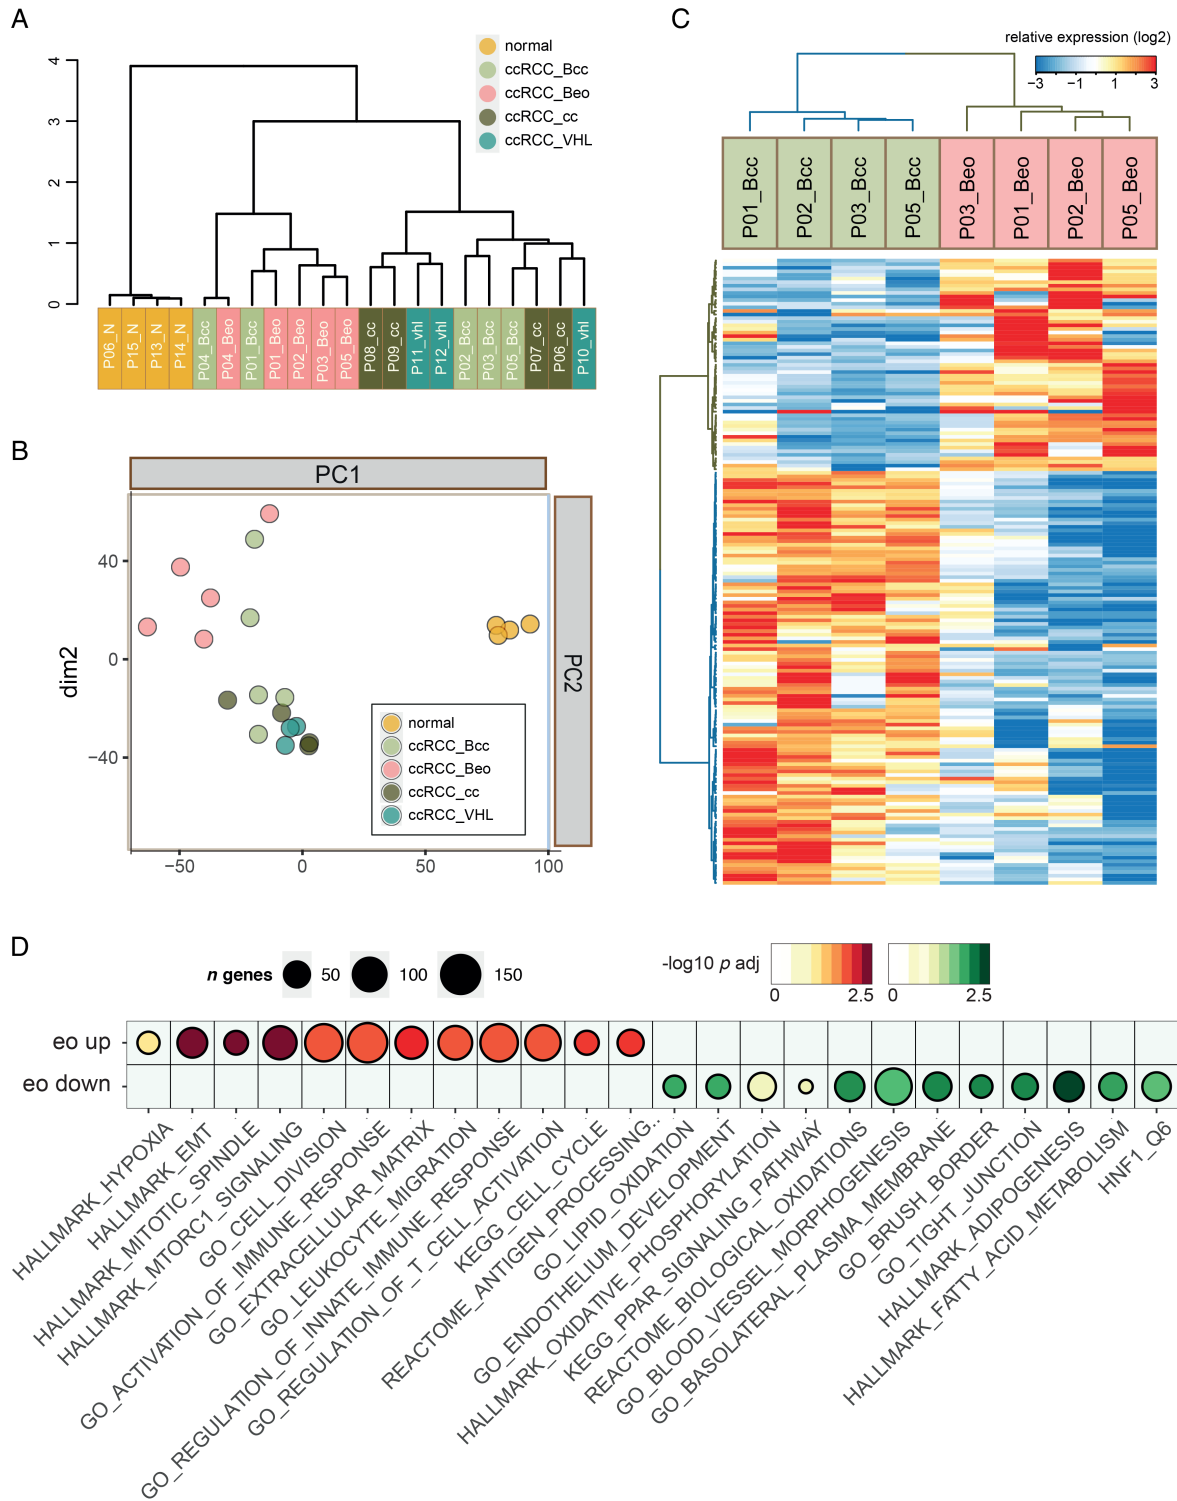 A
normal
ccRCC_Bcc
ccRCC_Beo
ccRCC_cc
ccRCC_VHL
4
3
2
1
0
P06_N
P15_N
P13_N
P14_N
P04_Bcc
P04_Beo
P01_Bcc
P01_Beo
P02_Beo
P03_Beo
P05_Beo
P08_cc
P09_cc
P11_vhl
P12_vhl
P02_Bcc
P03_Bcc
P05_Bcc
P07_cc
P06_cc
P10_vhl
B
PC1
PC2
dim2
40
0
−40
−50
0
50
100
normal
ccRCC_Bcc
ccRCC_Beo
ccRCC_cc
ccRCC_VHL
C
relative expression (log2)
−3
−1
1
3
P01_Bcc
P02_Bcc
P03_Bcc
P05_Bcc
P03_Beo
P01_Beo
P02_Beo
P05_Beo
D
n genes
50
100
150
-log10 p adj
0
2.5
0
2.5
eo up
eo down
HALLMARK_HYPOXIA
HALLMARK_EMT
HALLMARK_MITOTIC_SPINDLE
HALLMARK_MTORC1_SIGNALING
GO_CELL_DIVISION
GO_ACTIVATION_OF_IMMUNE_RESPONSE
GO_EXTRACELLULAR_MATRIX
GO_LEUKOCYTE_MIGRATION
GO_REGULATION_OF_INNATE_IMMUNE_RESPONSE
GO_REGULATION_OF_T_CELL_ACTIVATION
KEGG_CELL_CYCLE
REACTOME_ANTIGEN_PROCESSING..
GO_LIPID_OXIDATION
GO_ENDOTHELIUM_DEVELOPMENT
HALLMARK_OXIDATIVE_PHOSPHORYLATION
KEGG_PPAR_SIGNALING_PATHWAY
REACTOME_BIOLOGICAL_OXIDATIONS
GO_BLOOD_VESSEL_MORPHOGENESIS
GO_BASOLATERAL_PLASMA_MEMBRANE
GO_BRUSH_BORDER
GO_TIGHT_JUNCTION
HALLMARK_ADIPOGENESIS
HALLMARK_FATTY_ACID_METABOLISM
HNF1_Q6